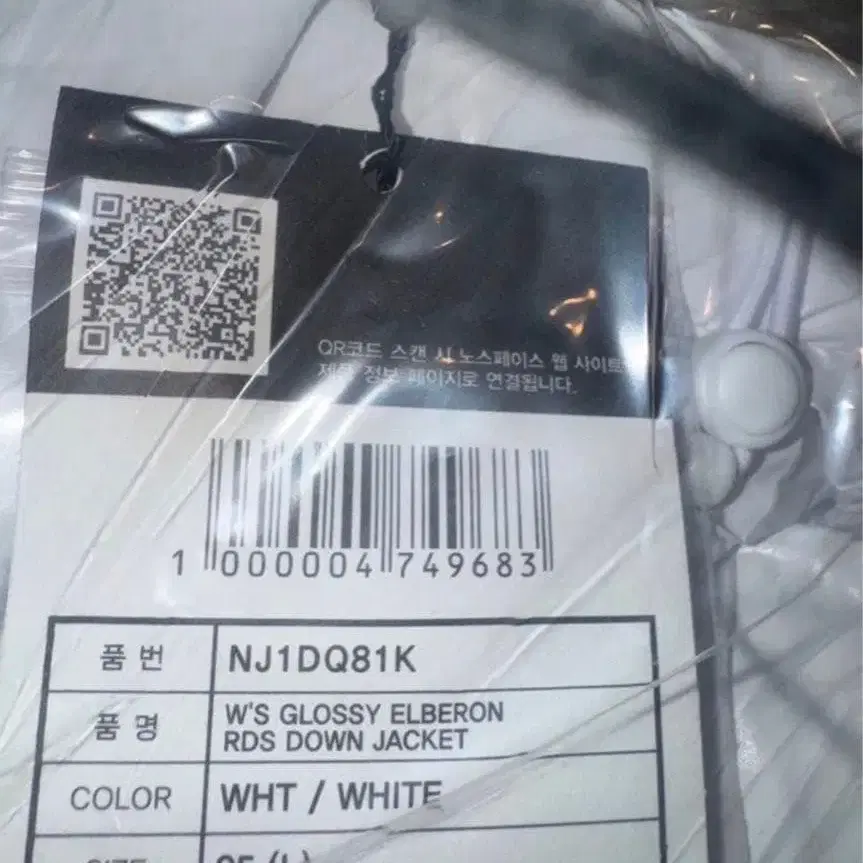 QR코드 스캔 시 노스페이스 웹 사이트
제품 정보 페이지로 연결됩니다.
1 000004 749683
품 번 NJ1DQ81K
품 명 W'S GLOSSY ELBERON
RDS DOWN JACKET
COLOR WHT / WHITE
SIZE 95 (L)